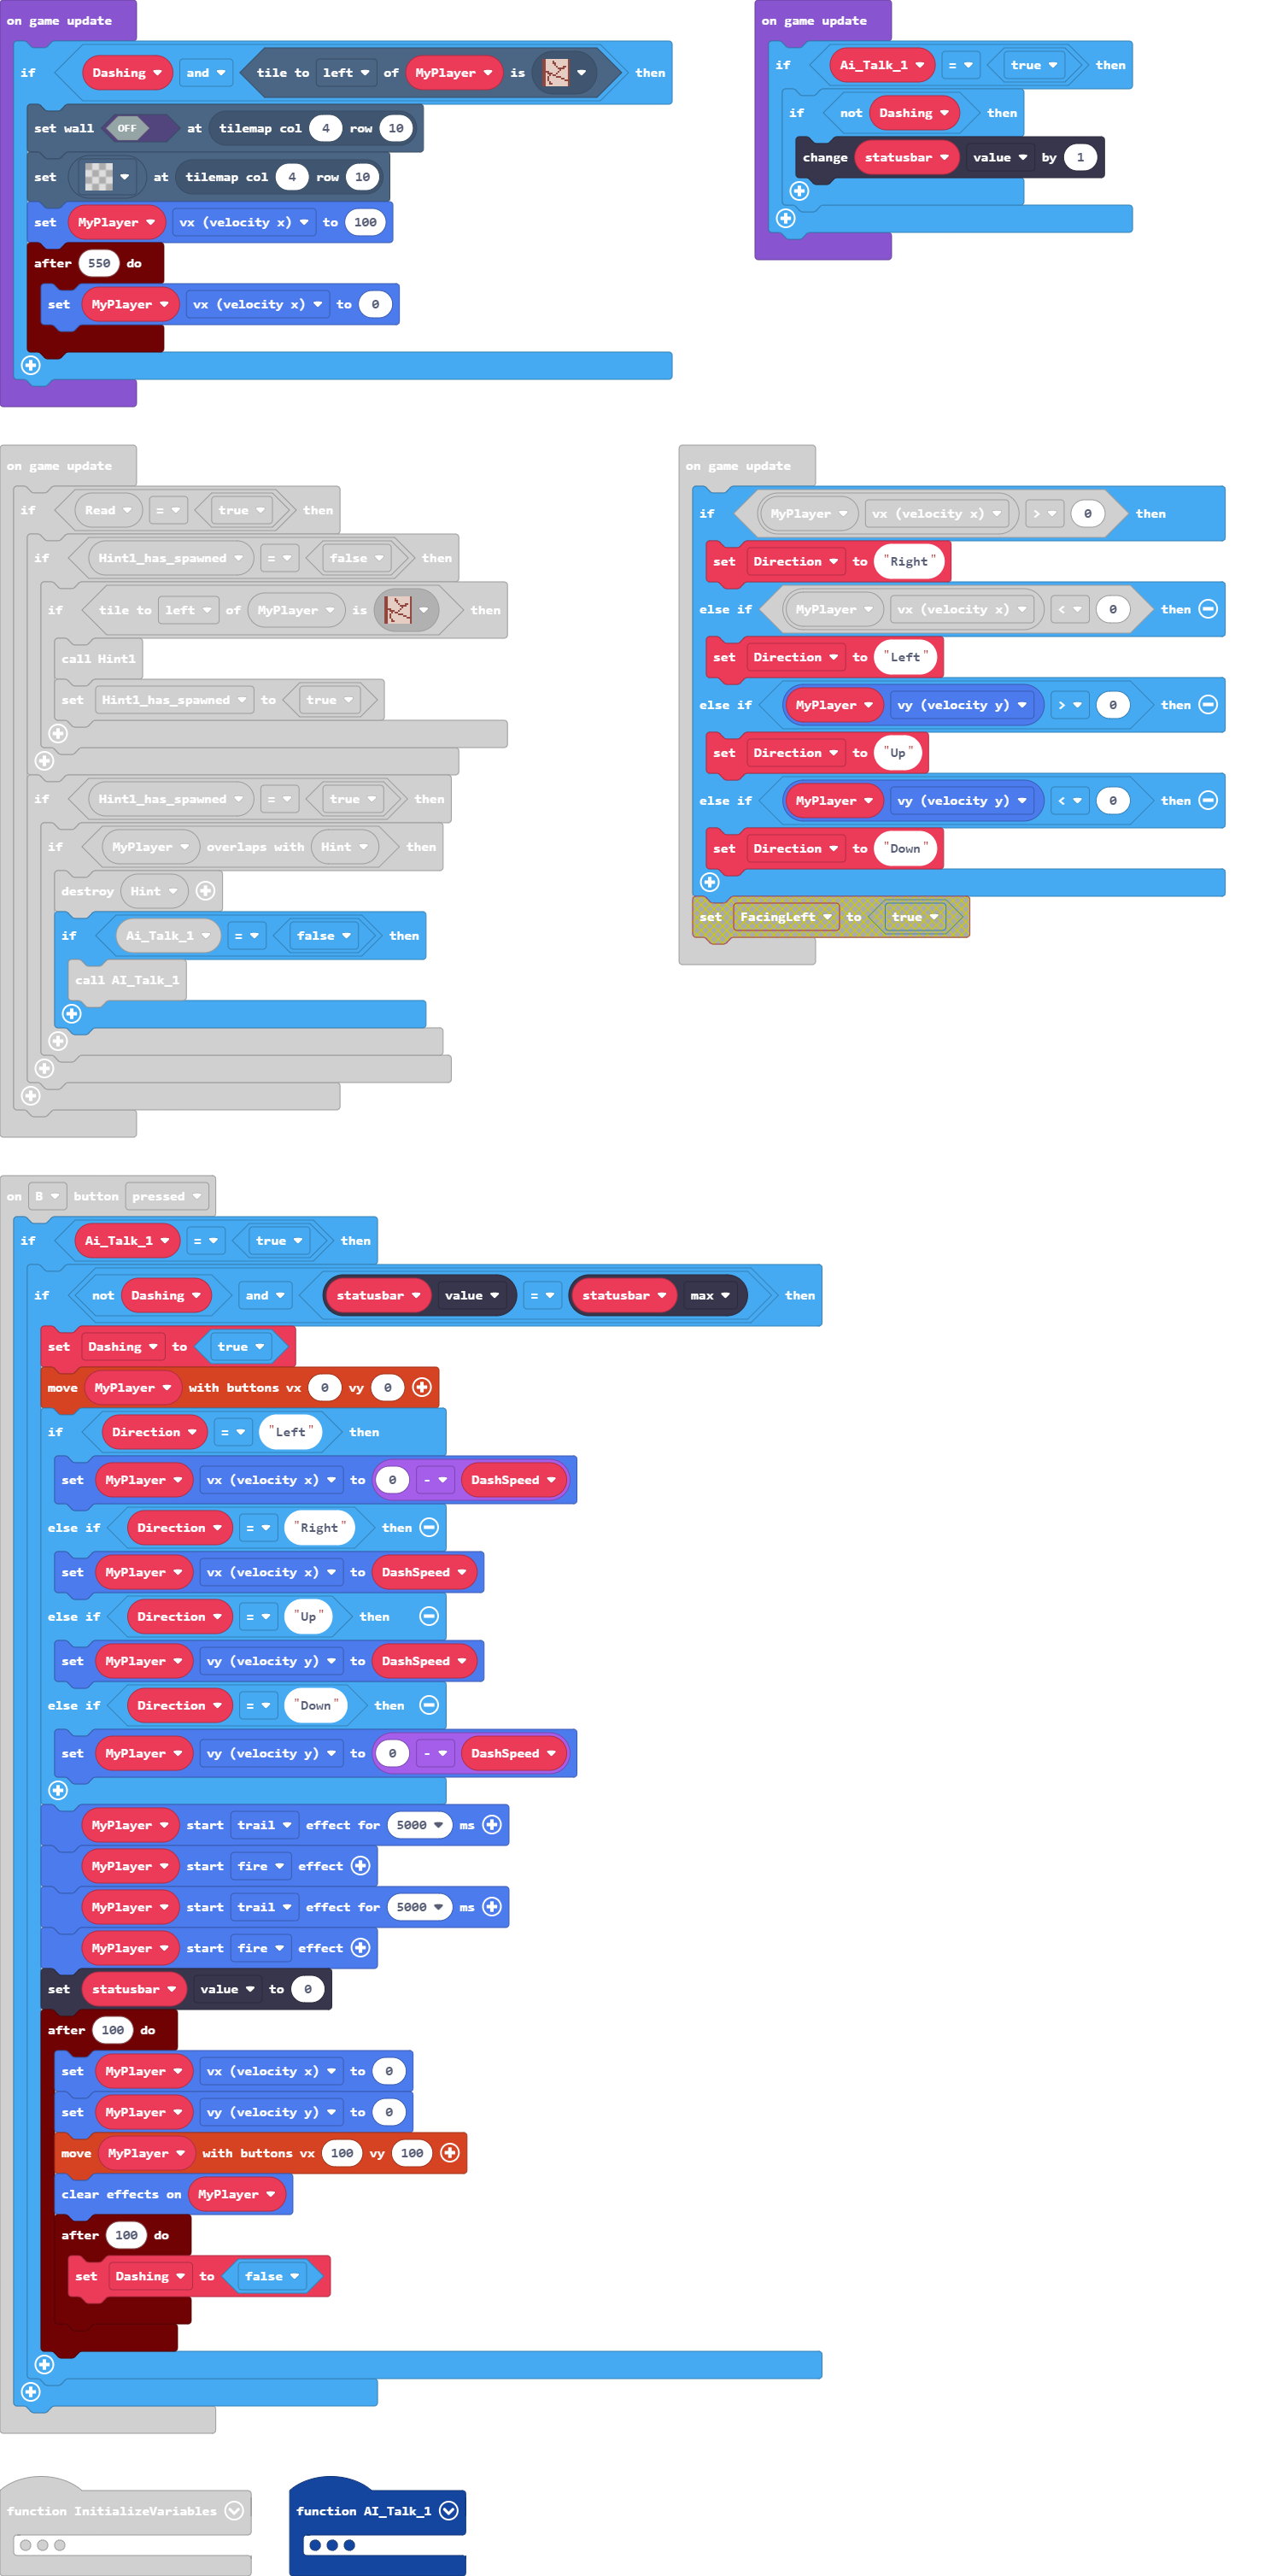 on game update
if Dashing and tile to left of MyPlayer is then
set wall OFF at tilemap col 4 row 10
set at tilemap col 4 row 10
set MyPlayer vx (velocity x) to 100
after 550 do
set MyPlayer vx (velocity x) to 0
on game update
if Ai_Talk_1 = true then
if not Dashing then
change statusbar value by 1
on game update
if Read = true then
if Hint1_has_spawned = false then
if tile to left of MyPlayer is then
call Hint1
set Hint1_has_spawned to true
if Hint1_has_spawned = true then
if MyPlayer overlaps with Hint then
destroy Hint
if Ai_Talk_1 = false then
call AI_Talk_1
on game update
if MyPlayer vx (velocity x) > 0 then
set Direction to "Right"
else if MyPlayer vx (velocity x) < 0 then
set Direction to "Left"
else if MyPlayer vy (velocity y) > 0 then
set Direction to "Up"
else if MyPlayer vy (velocity y) < 0 then
set Direction to "Down"
set FacingLeft to true
on B button pressed
if Ai_Talk_1 = true then
if not Dashing and statusbar value = statusbar max then
set Dashing to true
move MyPlayer with buttons vx 0 vy 0
if Direction = "Left" then
set MyPlayer vx (velocity x) to 0 - DashSpeed
else if Direction = "Right" then
set MyPlayer vx (velocity x) to DashSpeed
else if Direction = "Up" then
set MyPlayer vy (velocity y) to DashSpeed
else if Direction = "Down" then
set MyPlayer vy (velocity y) to 0 - DashSpeed
MyPlayer start trail effect for 5000 ms
MyPlayer start fire effect
MyPlayer start trail effect for 5000 ms
MyPlayer start fire effect
set statusbar value to 0
after 100 do
set MyPlayer vx (velocity x) to 0
set MyPlayer vy (velocity y) to 0
move MyPlayer with buttons vx 100 vy 100
clear effects on MyPlayer
after 100 do
set Dashing to false
function InitializeVariables
function AI_Talk_1